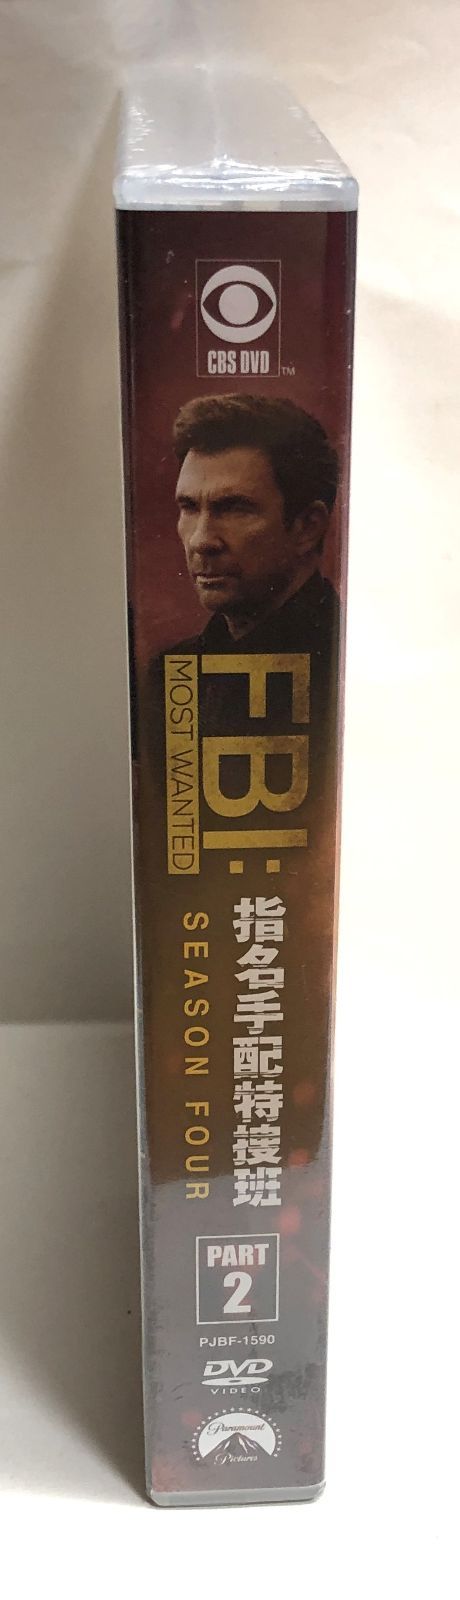 CBS DVD
TM
FBI:
MOST WANTED
指名手配特捜班
SEASON FOUR
PART
2
PJBF-1590
DVD
VIDEO
Paramount
Pictures